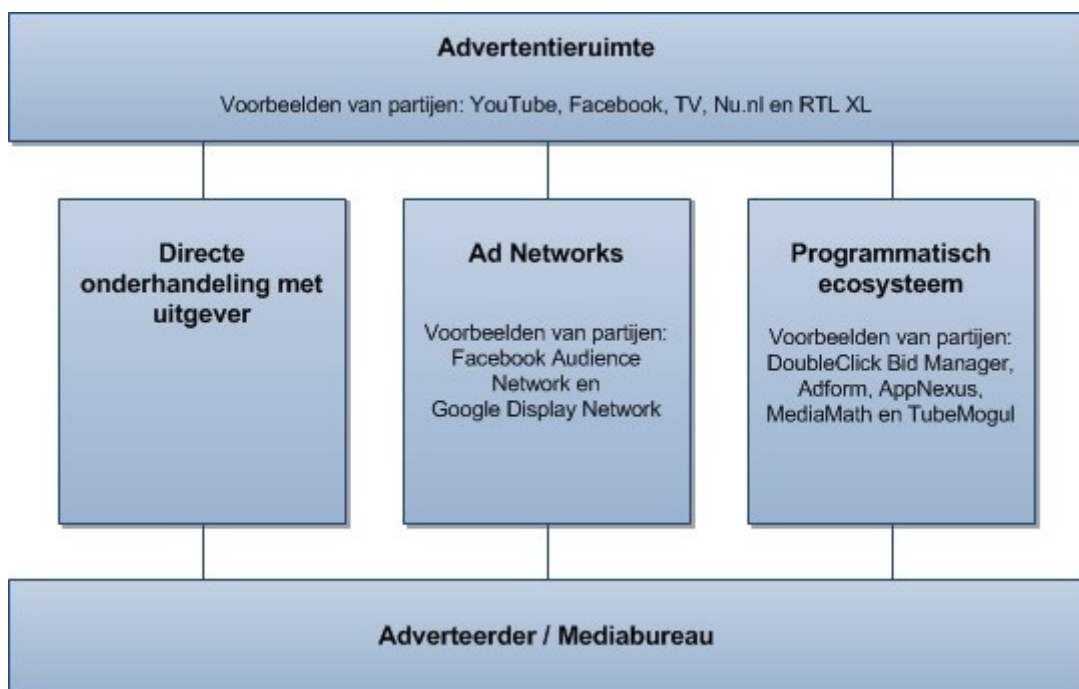 Advertentieruimte
Voorbeelden van partijen: YouTube, Facebook, TV, Nu.nl en RTL XL
Directe
onderhandeling met
uitgever
Ad Networks
Voorbeelden van partijen:
Facebook Audience
Network en
Google Display Network
Programmatisch
ecosysteem
Voorbeelden van partijen:
DoubleClick Bid Manager,
Adform, AppNexus,
MediaMath en TubeMogul
Adverteerder / Mediabureau